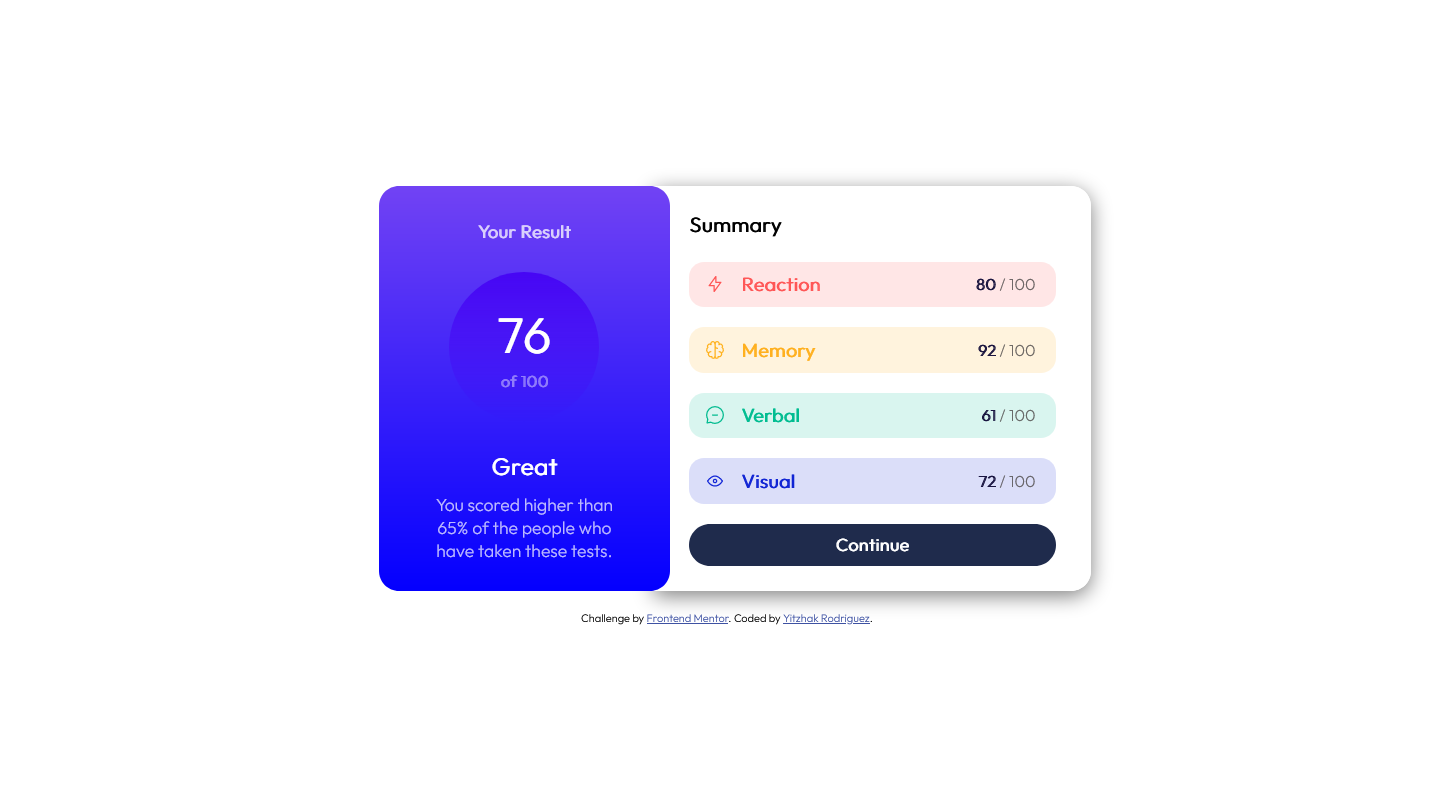 Your Result
76
of 100
Great
You scored higher than
65% of the people who
have taken these tests.
Summary
Reaction 80 / 100
Memory 92 / 100
Verbal 61 / 100
Visual 72 / 100
Continue
Challenge by Frontend Mentor. Coded by Yitzhak Rodriguez.